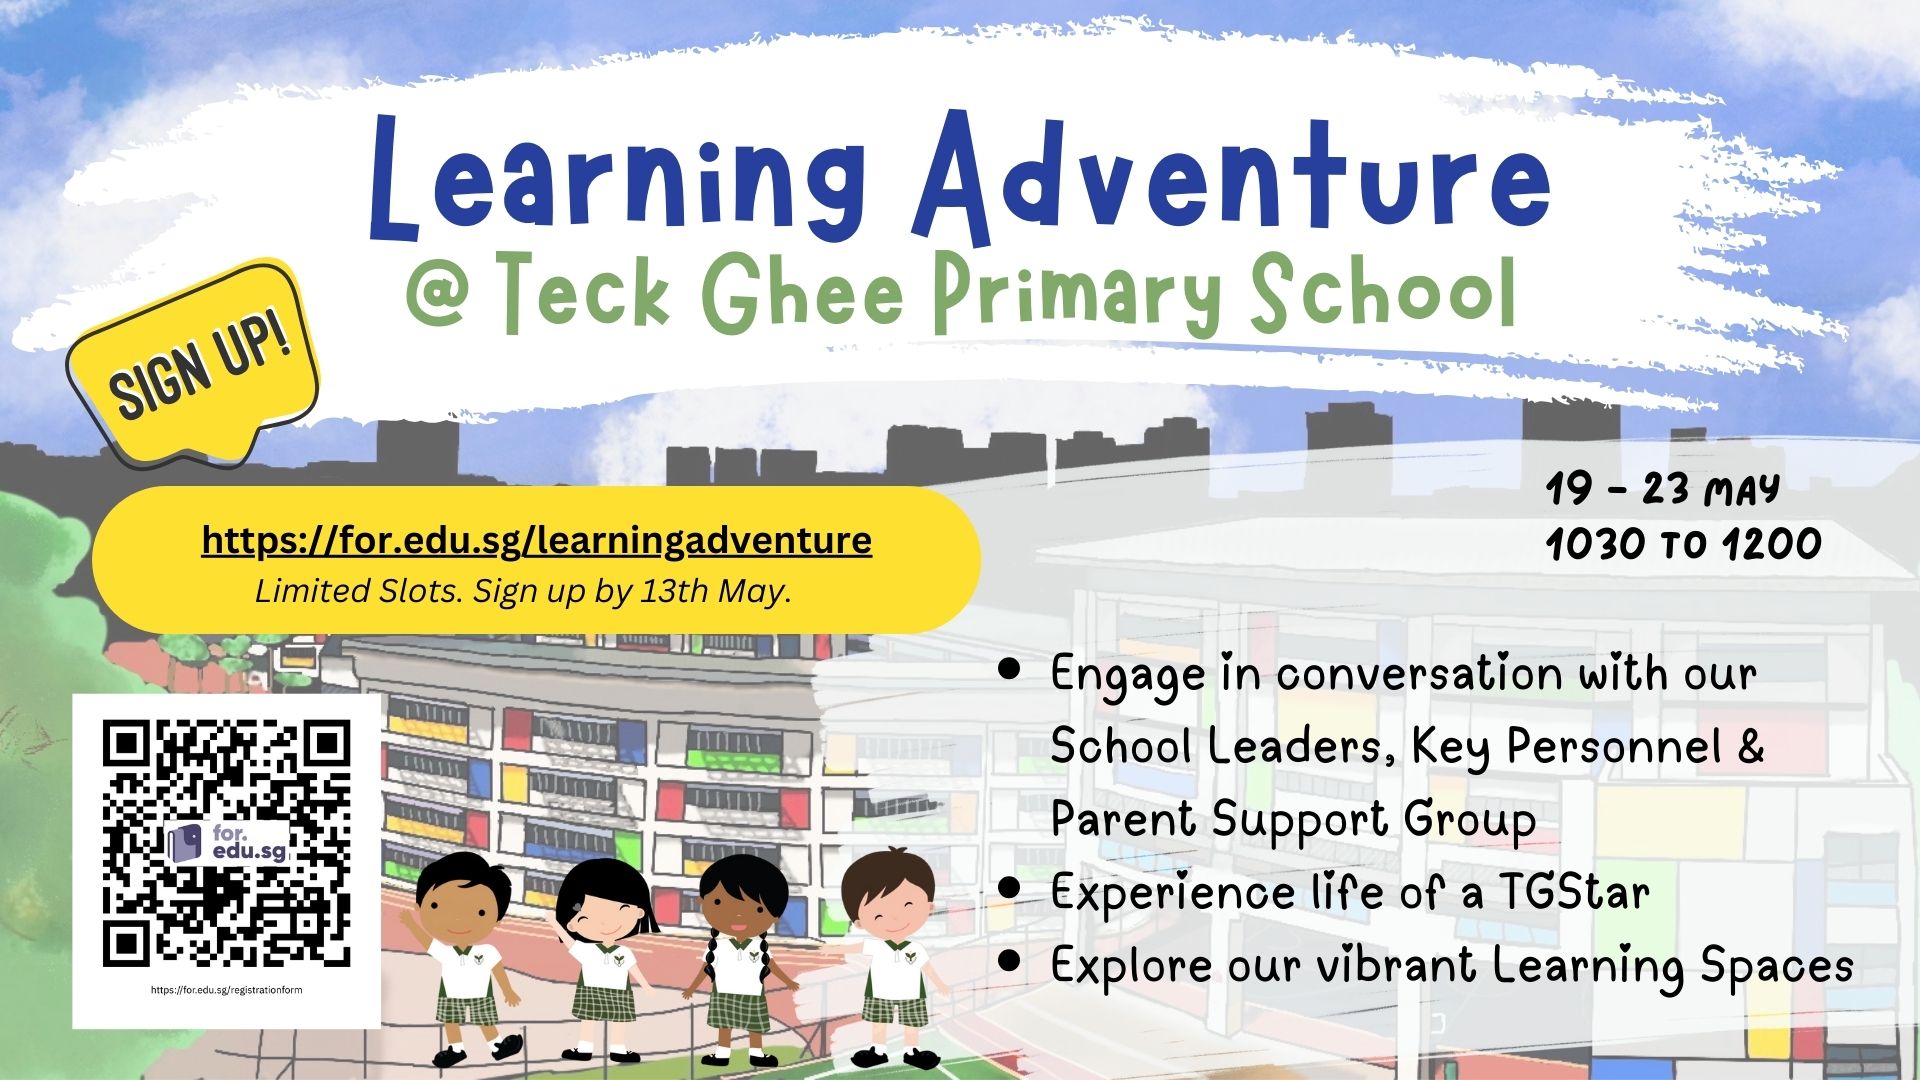 Learning Adventure
@ Teck Ghee Primary School
SIGN UP!
https://for.edu.sg/learningadventure
Limited Slots. Sign up by 13th May.
19 - 23 MAY
1030 TO 1200
• Engage in conversation with our
School Leaders, Key Personnel &
Parent Support Group
• Experience life of a TGStar
• Explore our vibrant Learning Spaces
for.
edu.sg
https://for.edu.sg/registrationform